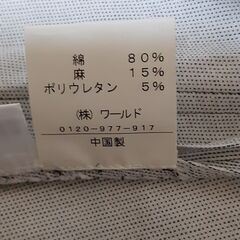 綿 80%
麻 15%
ポリウレタン 5%
(株) ワールド
0120-977-917
中国製